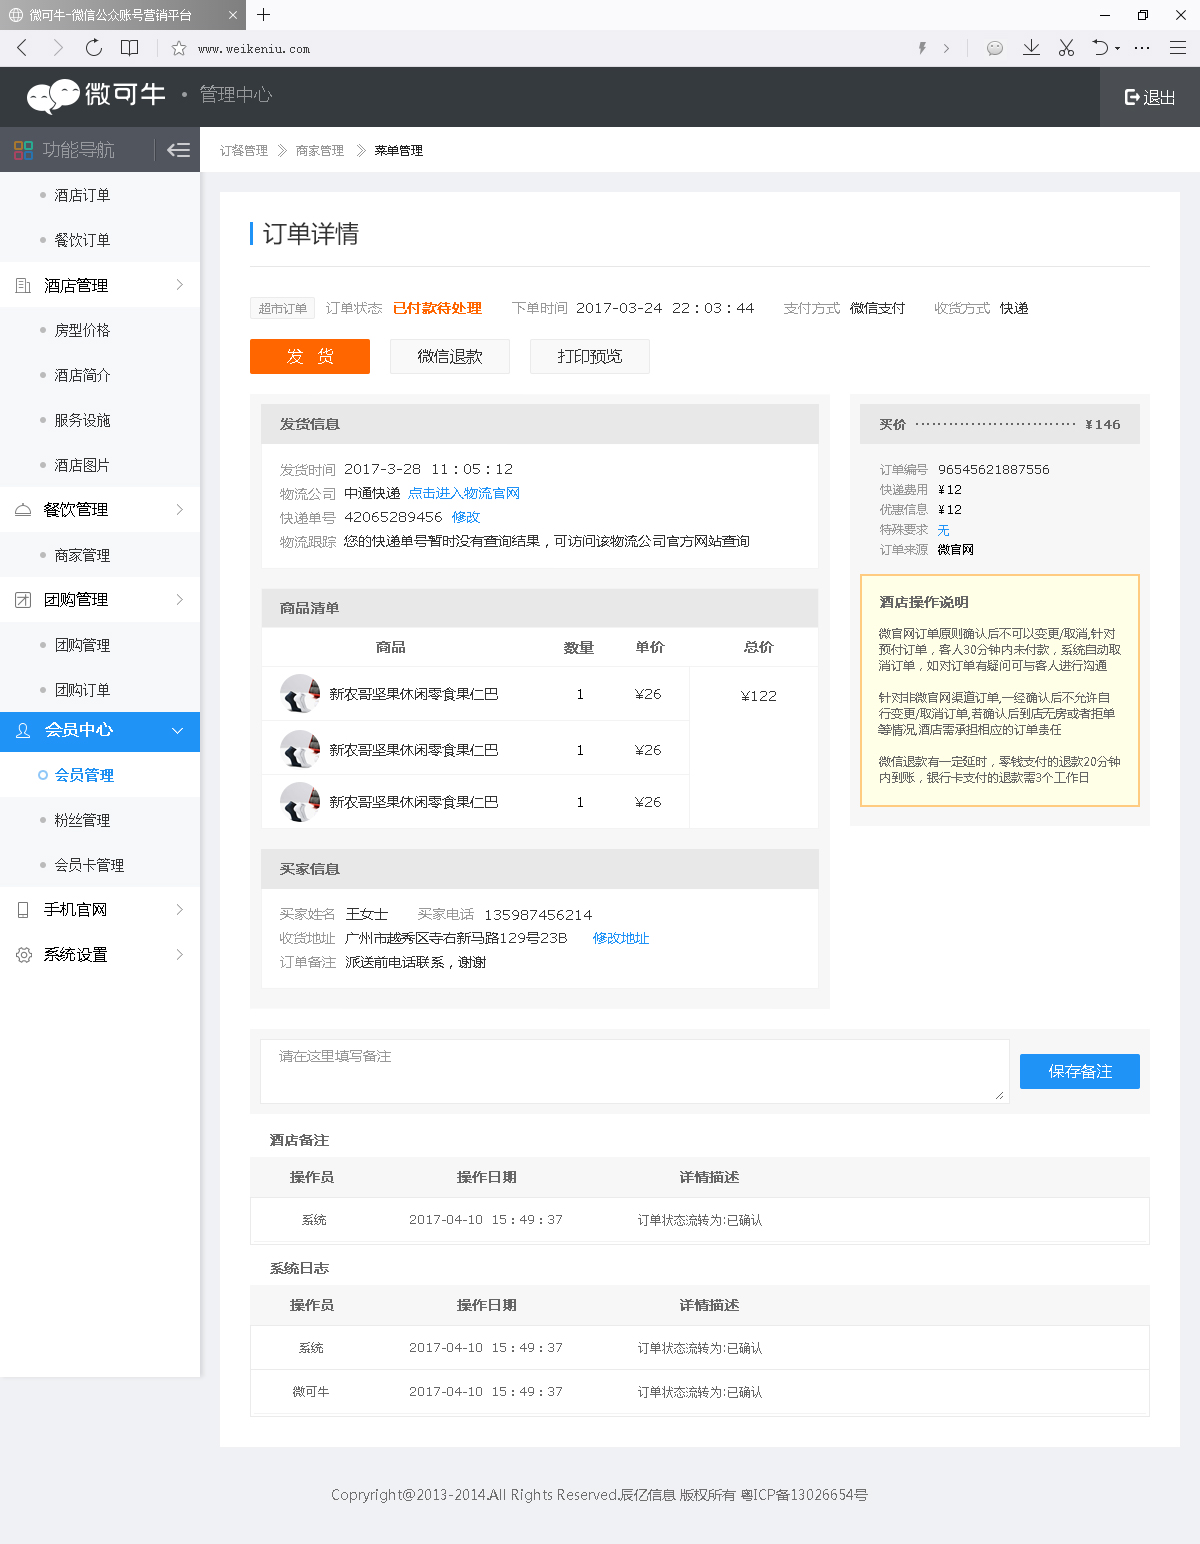 微可牛-微信公众账号营销平台
www.weikeniu.com
微可牛 · 管理中心
退出
功能导航
订餐管理 > 商家管理 > 菜单管理
酒店订单
餐饮订单
酒店管理
房型价格
酒店简介
服务设施
酒店图片
餐饮管理
商家管理
团购管理
团购管理
团购订单
会员中心
会员管理
粉丝管理
会员卡管理
手机官网
系统设置
订单详情
超市订单 订单状态 已付款待处理 下单时间 2017-03-24 22:03:44 支付方式 微信支付 收货方式 快递
发 货 微信退款 打印预览
发货信息
发货时间 2017-3-28 11:05:12
物流公司 中通快递 点击进入物流官网
快递单号 42065289456 修改
物流跟踪 您的快递单号暂时没有查询结果，可访问该物流公司官方网站查询
商品清单
商品 数量 单价 总价
新农哥坚果休闲零食果仁巴 1 ¥26 ¥122
新农哥坚果休闲零食果仁巴 1 ¥26
新农哥坚果休闲零食果仁巴 1 ¥26
买家信息
买家姓名 王女士 买家电话 135987456214
收货地址 广州市越秀区寺右新马路129号23B 修改地址
订单备注 派送前电话联系，谢谢
买价 ¥146
订单编号 96545621887556
快递费用 ¥12
优惠信息 ¥12
特殊要求 无
订单来源 微官网
酒店操作说明
微官网订单原则确认后不可以变更/取消,针对
预付订单，客人30分钟内未付款，系统自动取
消订单，如对订单有疑问可与客人进行沟通
针对非微官网渠道订单,一经确认后不允许自
行变更/取消订单,若确认后到店无房或者拒单
等情况,酒店需承担相应的订单责任
微信退款有一定延时，零钱支付的退款20分钟
内到账，银行卡支付的退款需3个工作日
请在这里填写备注
保存备注
酒店备注
操作员 操作日期 详情描述
系统 2017-04-10 15:49:37 订单状态流转为:已确认
系统日志
操作员 操作日期 详情描述
系统 2017-04-10 15:49:37 订单状态流转为:已确认
微可牛 2017-04-10 15:49:37 订单状态流转为:已确认
Copryright@2013-2014.All Rights Reserved.辰亿信息 版权所有 粤ICP备13026654号